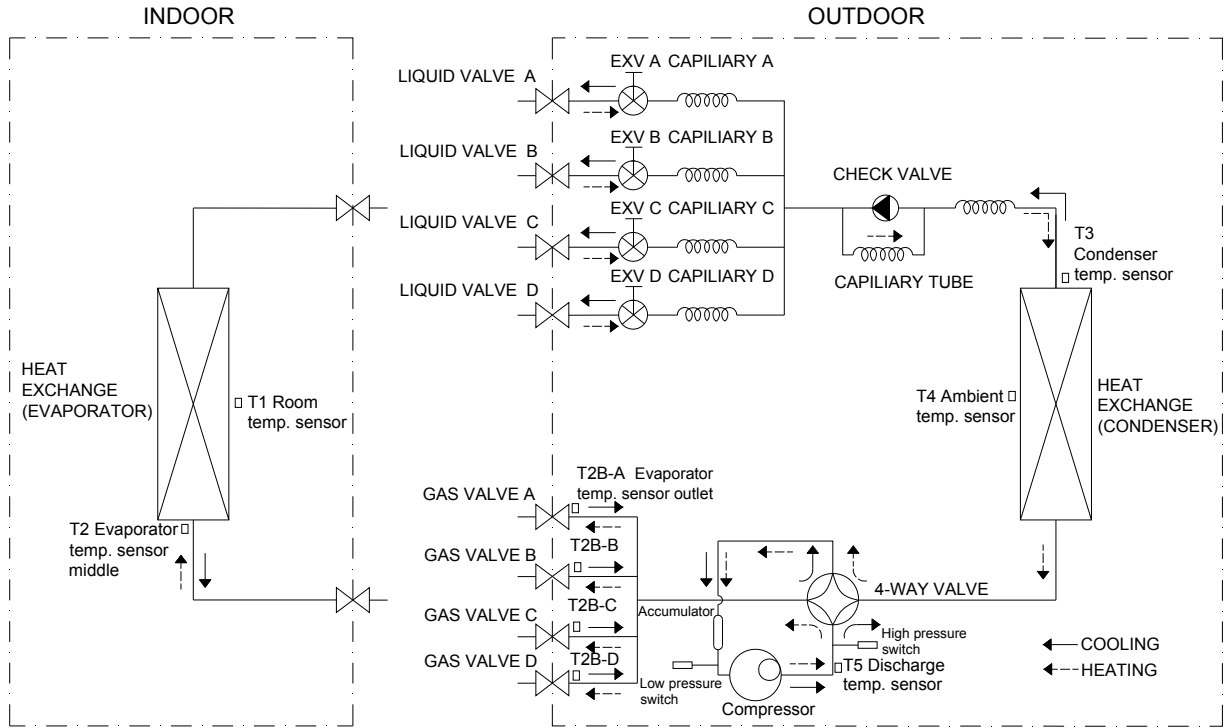 INDOOR
OUTDOOR
LIQUID VALVE A
EXV A CAPILIARY A
LIQUID VALVE B
EXV B CAPILIARY B
LIQUID VALVE C
EXV C CAPILIARY C
LIQUID VALVE D
EXV D CAPILIARY D
CHECK VALVE
CAPILIARY TUBE
T3
Condenser
temp. sensor
HEAT
EXCHANGE
(EVAPORATOR)
T1 Room
temp. sensor
T4 Ambient
temp. sensor
HEAT
EXCHANGE
(CONDENSER)
T2 Evaporator
temp. sensor
middle
GAS VALVE A
T2B-A Evaporator
temp. sensor outlet
GAS VALVE B
T2B-B
GAS VALVE C
T2B-C
GAS VALVE D
T2B-D
Accumulator
4-WAY VALVE
High pressure
switch
Low pressure
switch
T5 Discharge
temp. sensor
Compressor
COOLING
HEATING